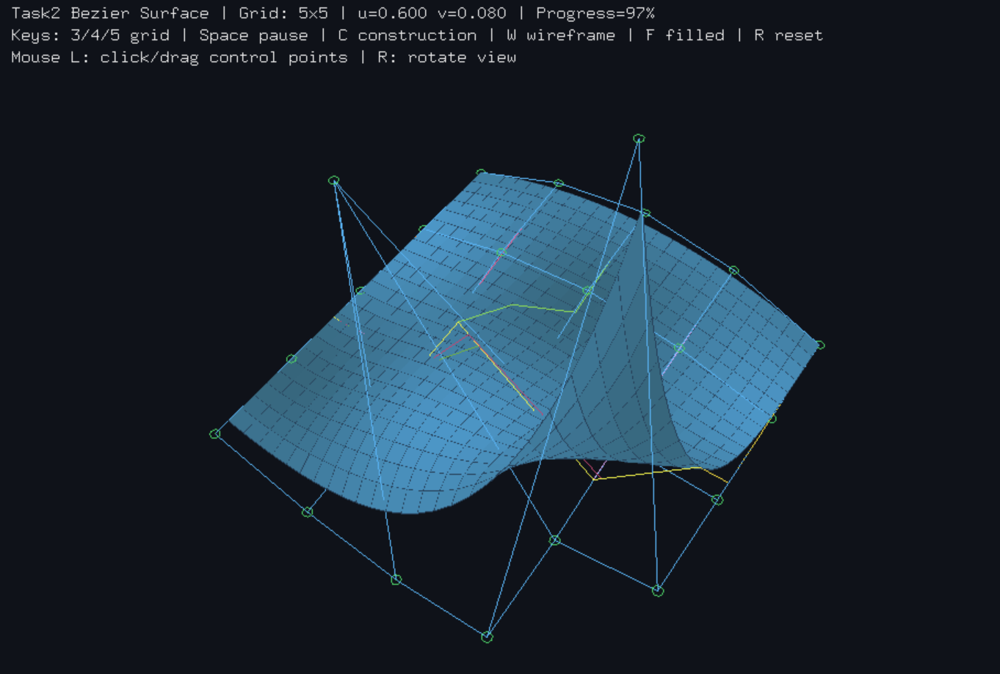 Task2 Bezier Surface | Grid: 5x5 | u=0.600 v=0.080 | Progress=97%
Keys: 3/4/5 grid | Space pause | C construction | W wireframe | F filled | R reset
Mouse L: click/drag control points | R: rotate view